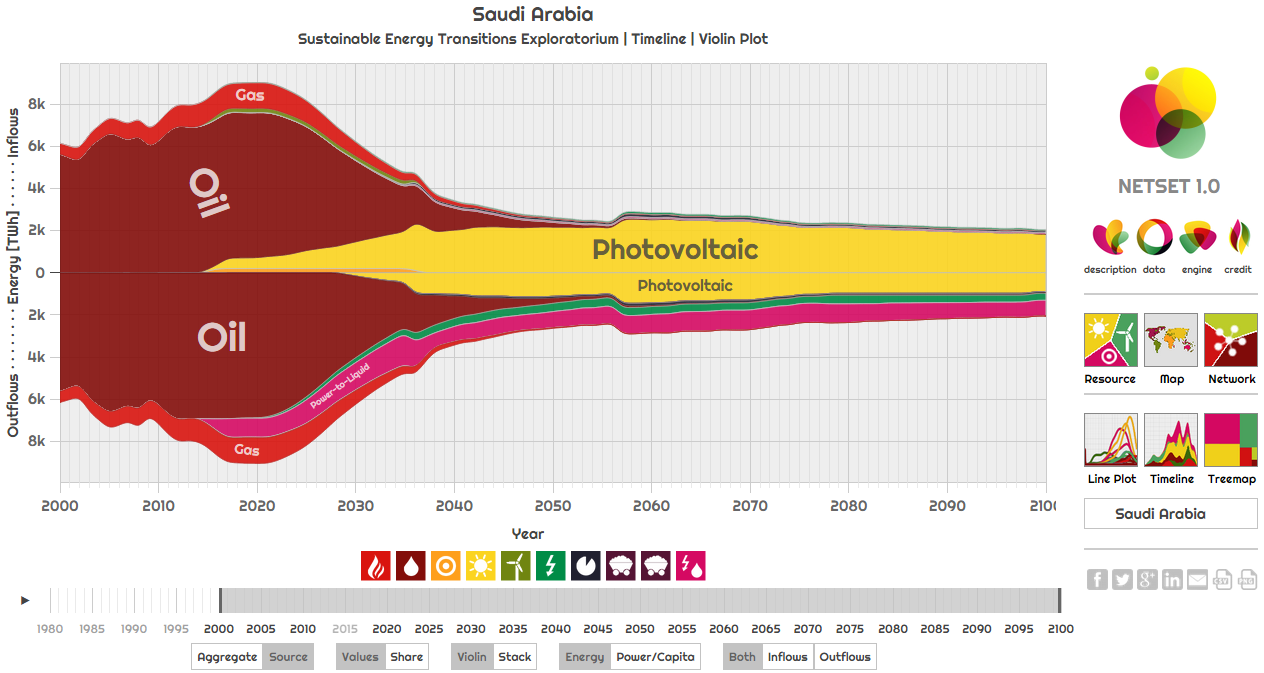 Saudi Arabia
Sustainable Energy Transitions Exploratorium | Timeline | Violin Plot
Outflows · · · · · · · Energy [TWh] · · · · · · Inflows
8k
6k
4k
2k
0
2k
4k
6k
8k
Gas
Oil
Photovoltaic
Photovoltaic
Oil
Power-to-Liquid
Gas
2000 2010 2020 2030 2040 2050 2060 2070 2080 2090 210
Year
1980 1985 1990 1995 2000 2005 2010 2015 2020 2025 2030 2035 2040 2045 2050 2055 2060 2065 2070 2075 2080 2085 2090 2095 2100
Aggregate Source Values Share Violin Stack Energy Power/Capita Both Inflows Outflows
NETSET 1.0
description data engine credit
Resource Map Network
Line Plot Timeline Treemap
Saudi Arabia
f g+ in CSV PNG